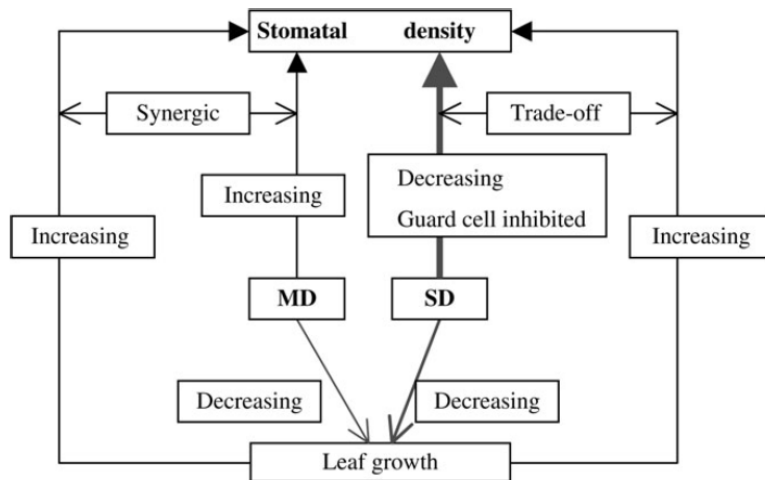 Stomatal density
Synergic
Trade-off
Decreasing
Guard cell inhibited
Increasing
Increasing
Increasing
MD
SD
Decreasing
Decreasing
Leaf growth